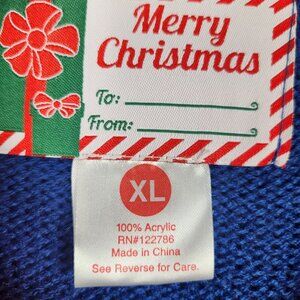 Merry
Christmas
To:
From:
XL
100% Acrylic
RN#122786
Made in China
See Reverse for Care.